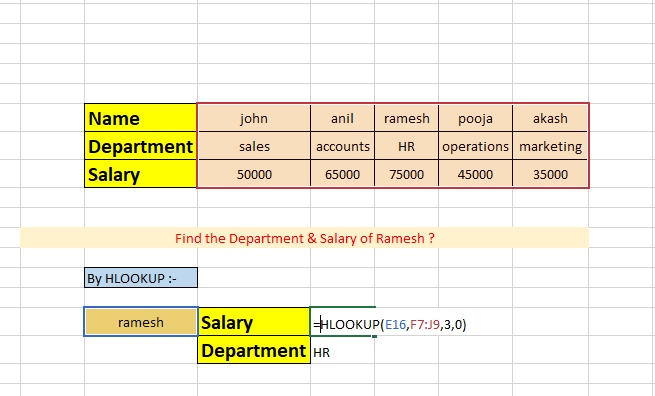 Name john anil ramesh pooja akash
Department sales accounts HR operations marketing
Salary 50000 65000 75000 45000 35000
Find the Department & Salary of Ramesh ?
By HLOOKUP :-
ramesh Salary =HLOOKUP(E16,F7:J9,3,0)
Department HR